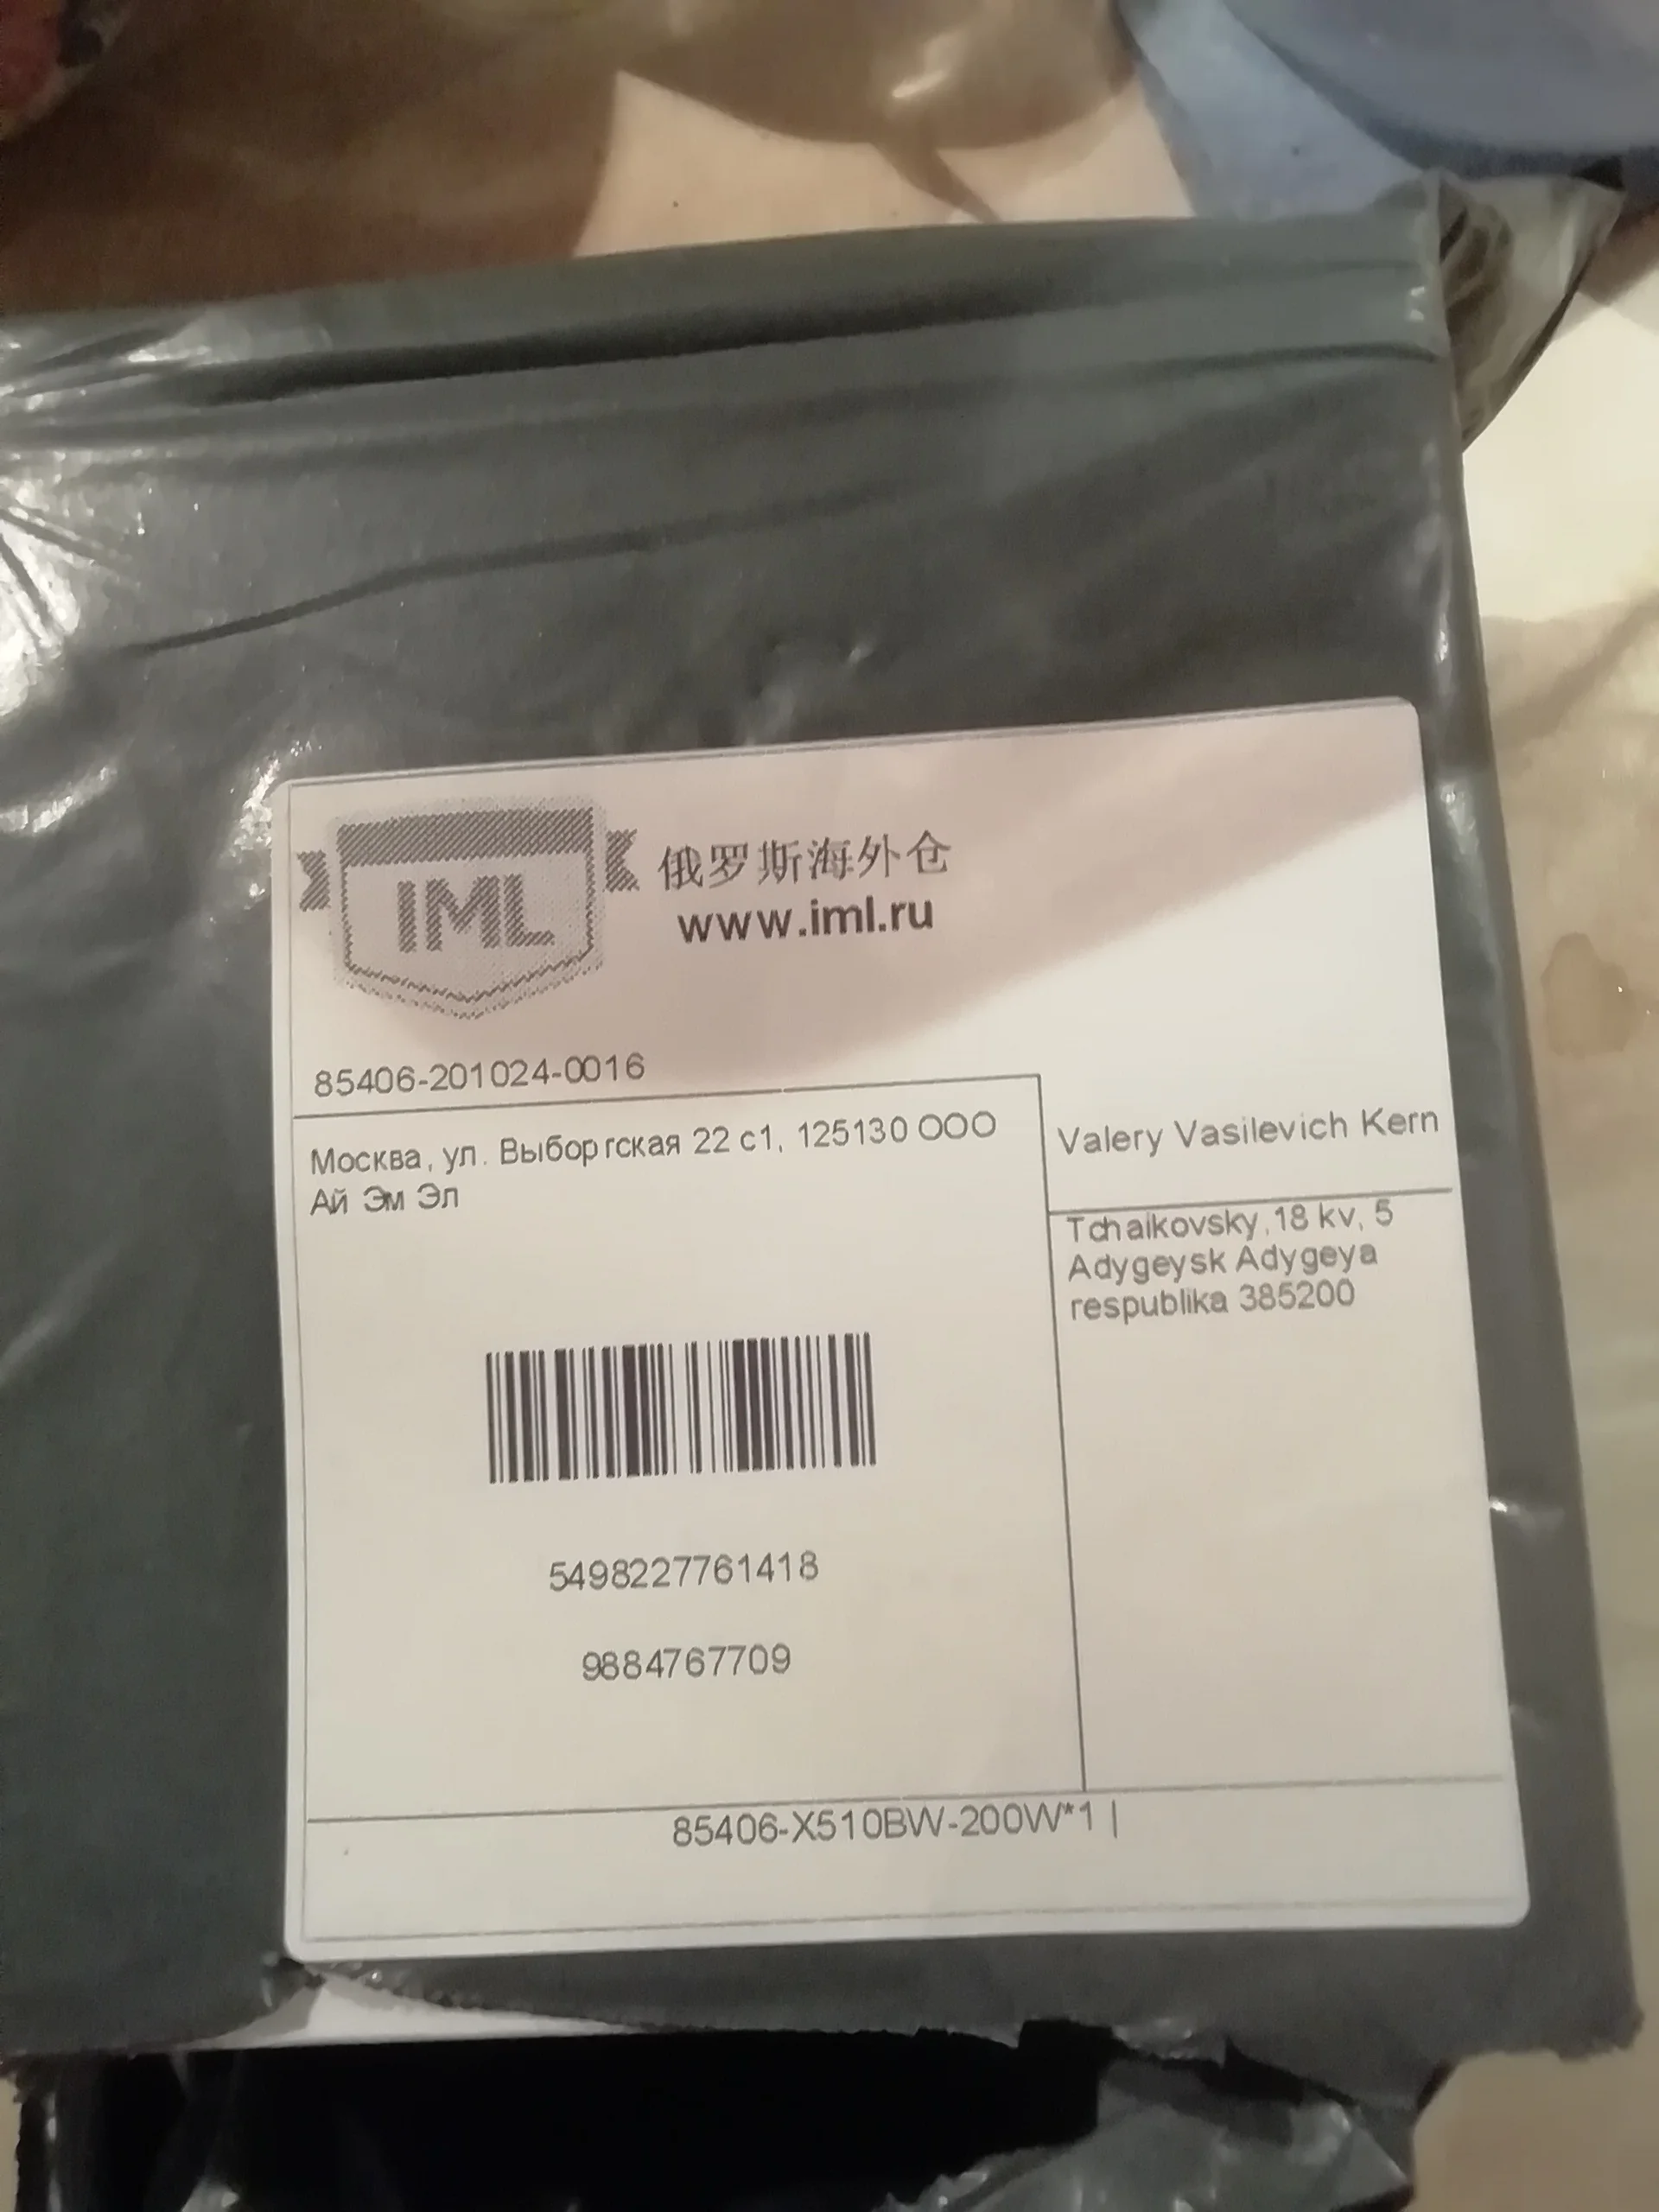 IML
俄罗斯海外仓
www.iml.ru
85406-201024-0016
Москва, ул. Выборгская 22 с1, 125130 ООО
Ай Эм Эл
Valery Vasilevich Kern
Tchaikovsky,18 kv, 5
Adygeysk Adygeya
respublika 385200
5498227761418
9884767709
85406-X510BW-200W*1 |